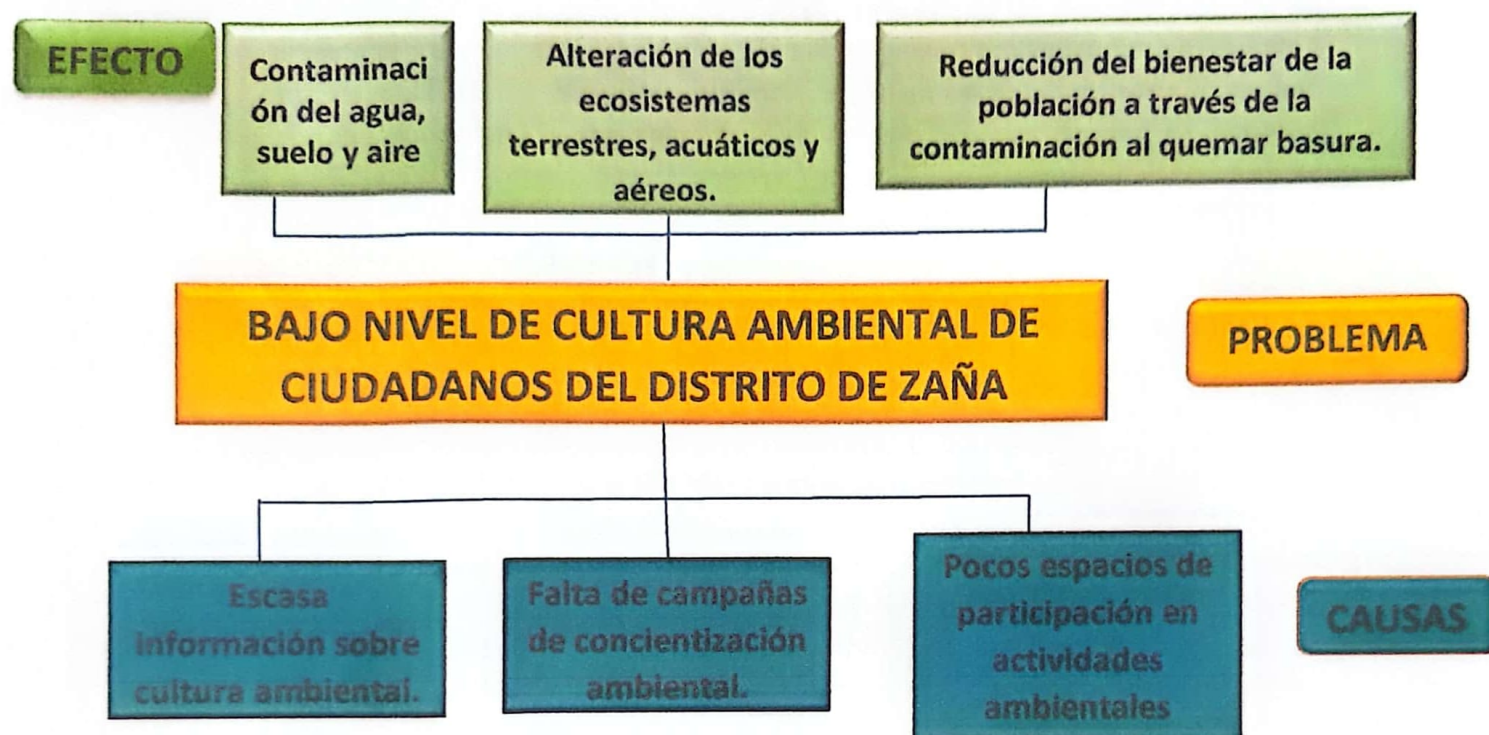 EFECTO
Contaminaci
ón del agua,
suelo y aire
Alteración de los
ecosistemas
terrestres, acuáticos y
aéreos.
Reducción del bienestar de la
población a través de la
contaminación al quemar basura.
BAJO NIVEL DE CULTURA AMBIENTAL DE
CIUDADANOS DEL DISTRITO DE ZAÑA
PROBLEMA
Escasa
información sobre
cultura ambiental.
Falta de campañas
de concientización
ambiental.
Pocos espacios de
participación en
actividades
ambientales
CAUSAS